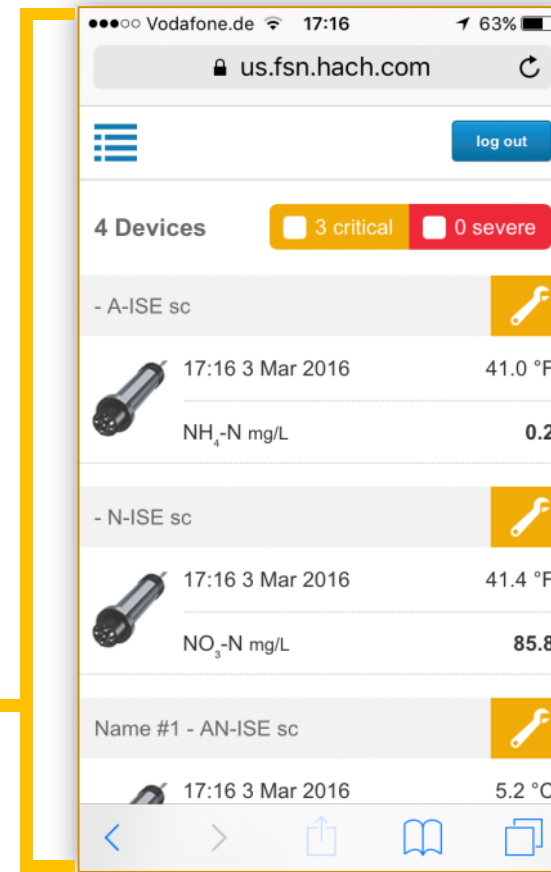 ●●●○○ Vodafone.de 17:16 63%
us.fsn.hach.com
log out
4 Devices 3 critical 0 severe
- A-ISE sc
17:16 3 Mar 2016 41.0 °F
NH₄-N mg/L 0.2
- N-ISE sc
17:16 3 Mar 2016 41.4 °F
NO₃-N mg/L 85.8
Name #1 - AN-ISE sc
17:16 3 Mar 2016 5.2 °C